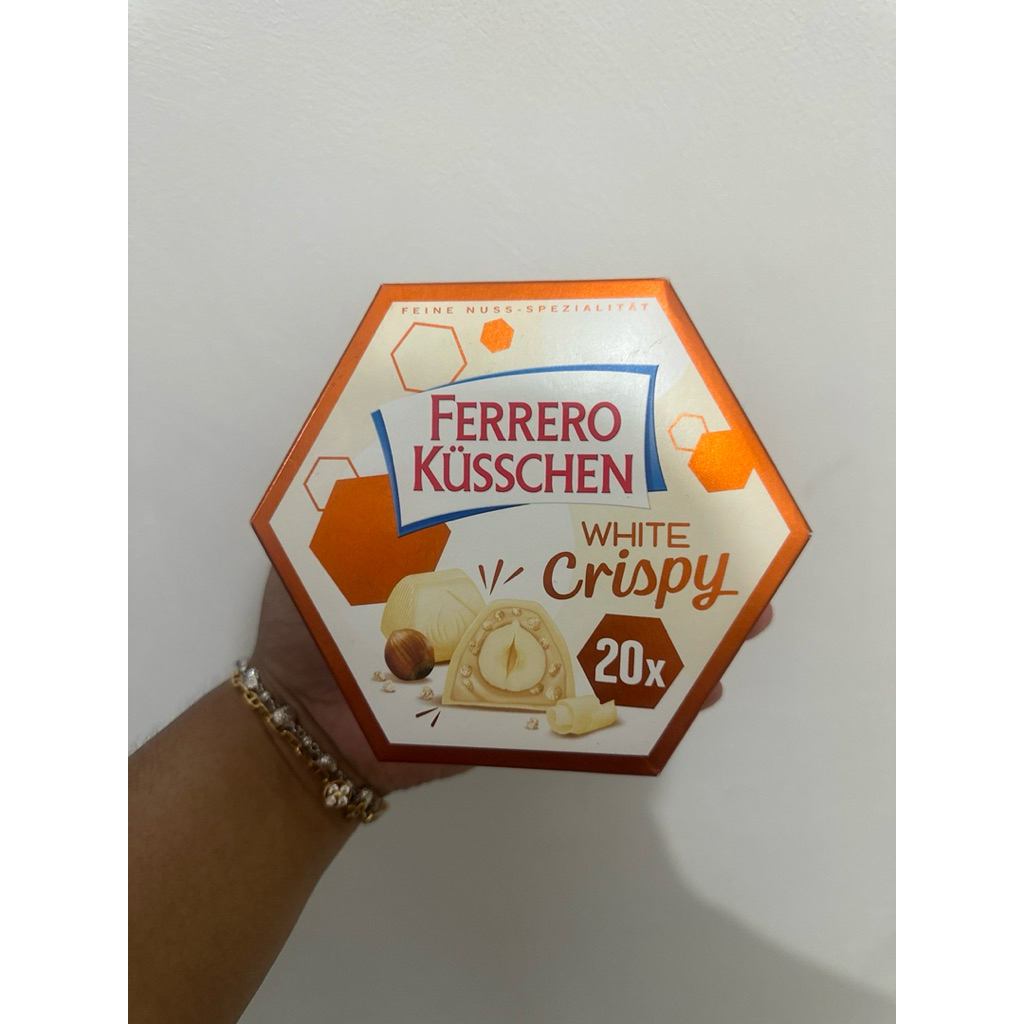 FEINE NUSS-SPEZIALITÄT
FERRERO
KÜSSCHEN
WHITE
Crispy
20x